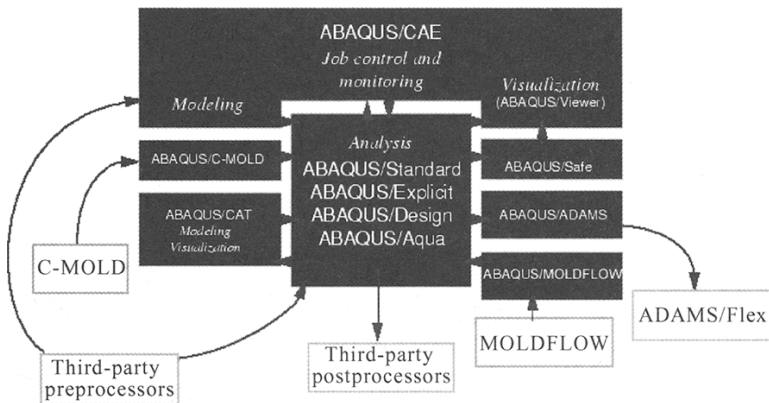 ABAQUS/CAE
Job control and
monitoring
Modeling
Visualization
(ABAQUS/Viewer)
Analysis
ABAQUS/Standard
ABAQUS/Explicit
ABAQUS/Design
ABAQUS/Aqua
ABAQUS/C-MOLD
ABAQUS/Safe
ABAQUS/CAT
Modeling
Visualization
ABAQUS/ADAMS
ABAQUS/MOLDFLOW
C-MOLD
ADAMS/Flex
MOLDFLOW
Third-party
preprocessors
Third-party
postprocessors